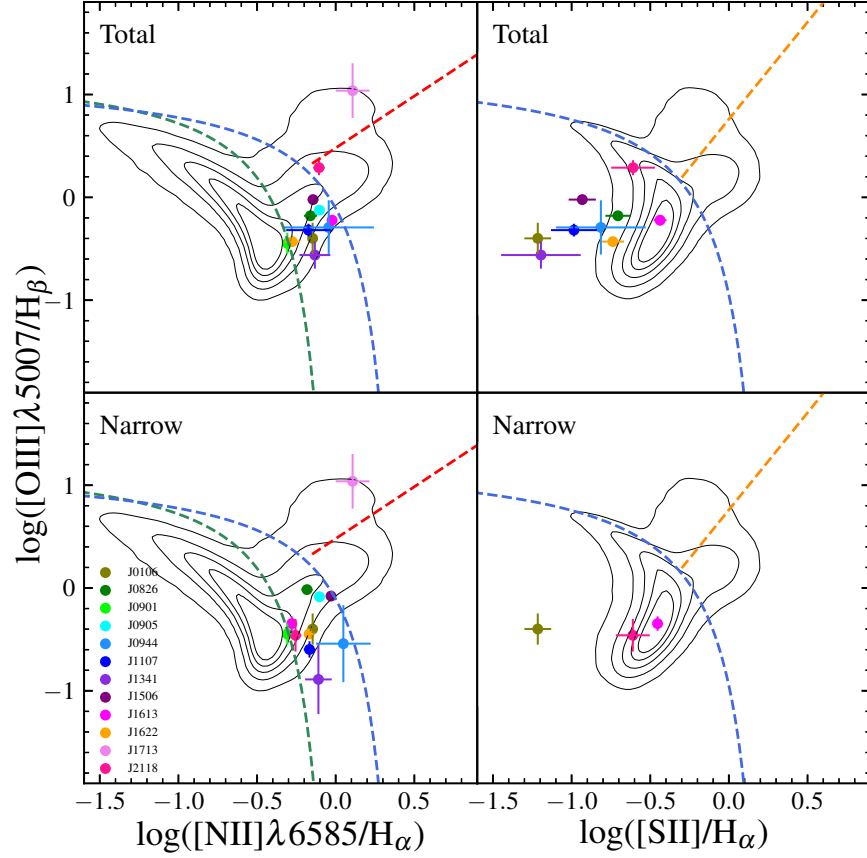 Total
Total
1
0
−1
log([OIII]λ5007/Hβ)
Narrow
Narrow
1
0
−1
J0106
J0826
J0901
J0905
J0944
J1107
J1341
J1506
J1613
J1622
J1713
J2118
−1.5 −1.0 −0.5 0.0 0.5
−1.5 −1.0 −0.5 0.0 0.5
log([NII]λ6585/Hα)
log([SII]/Hα)